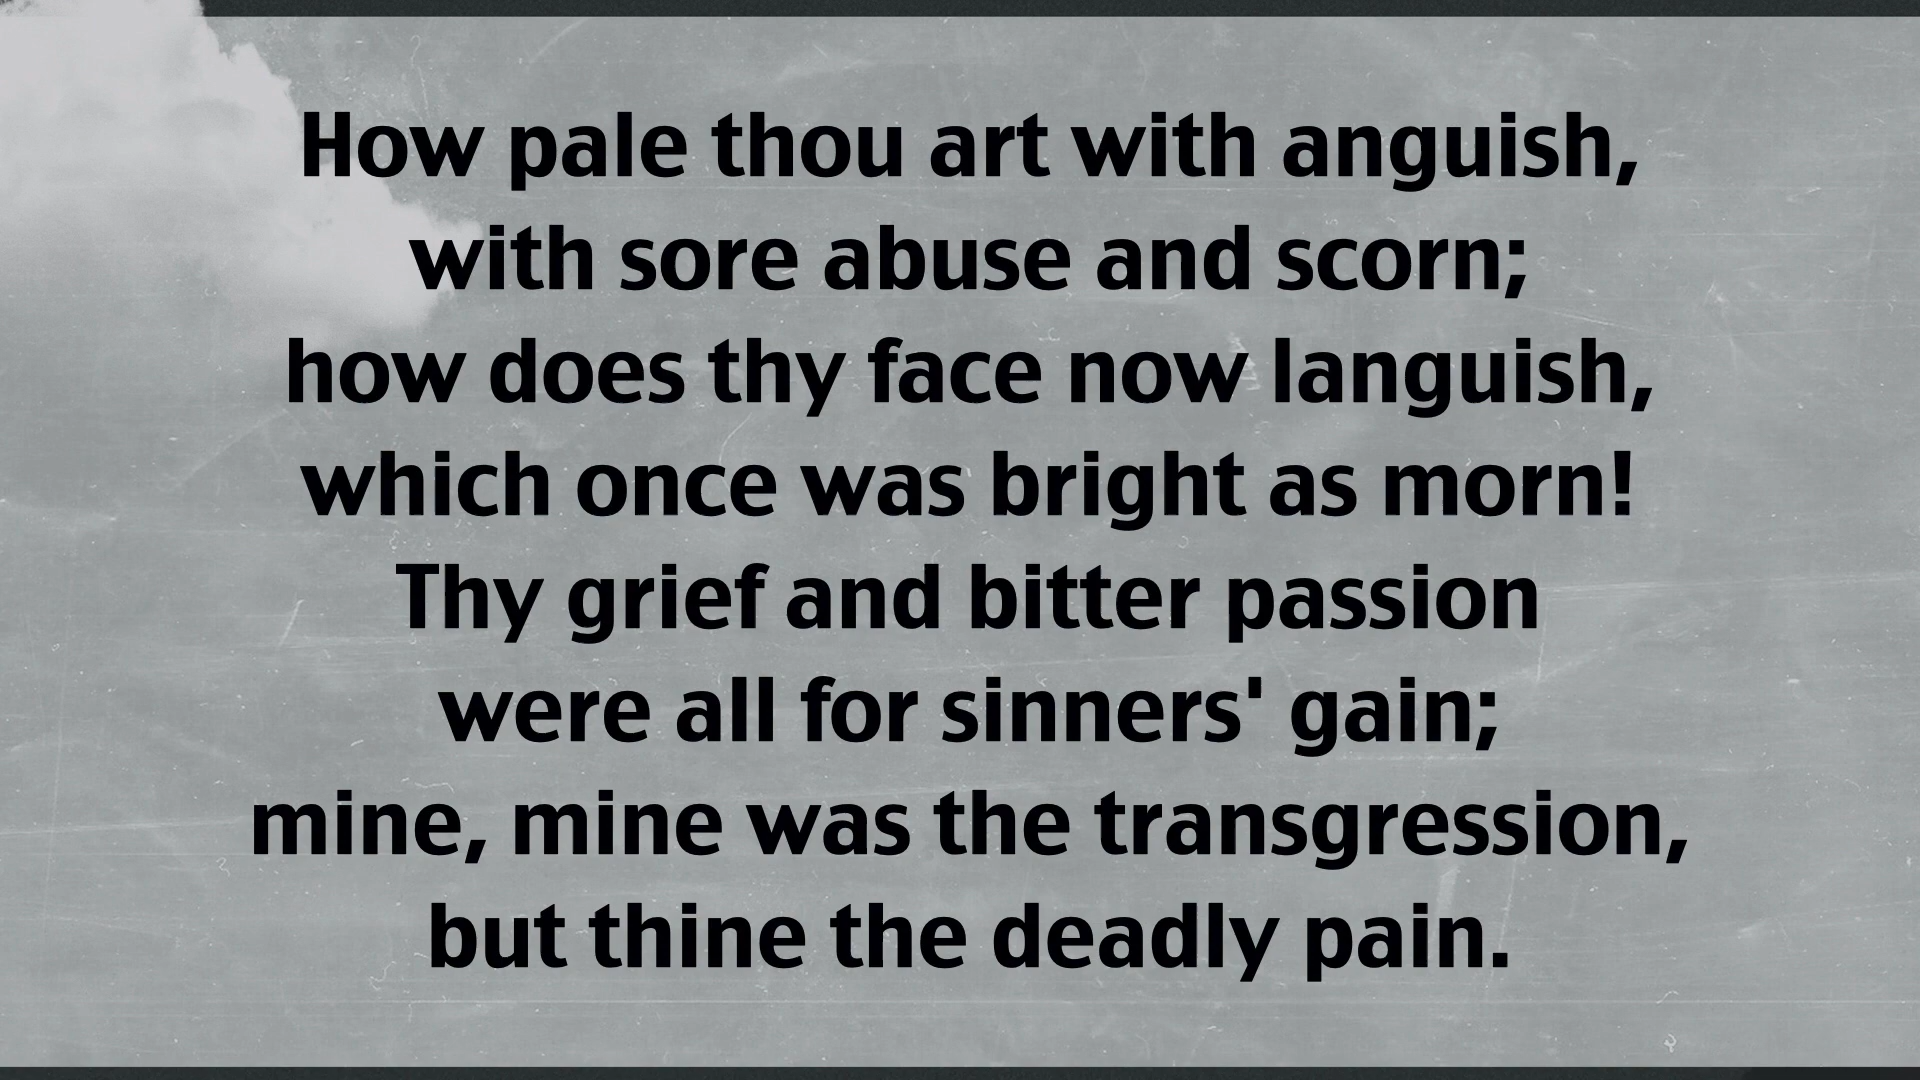 How pale thou art with anguish,
with sore abuse and scorn;
how does thy face now languish,
which once was bright as morn!
Thy grief and bitter passion
were all for sinners' gain;
mine, mine was the transgression,
but thine the deadly pain.